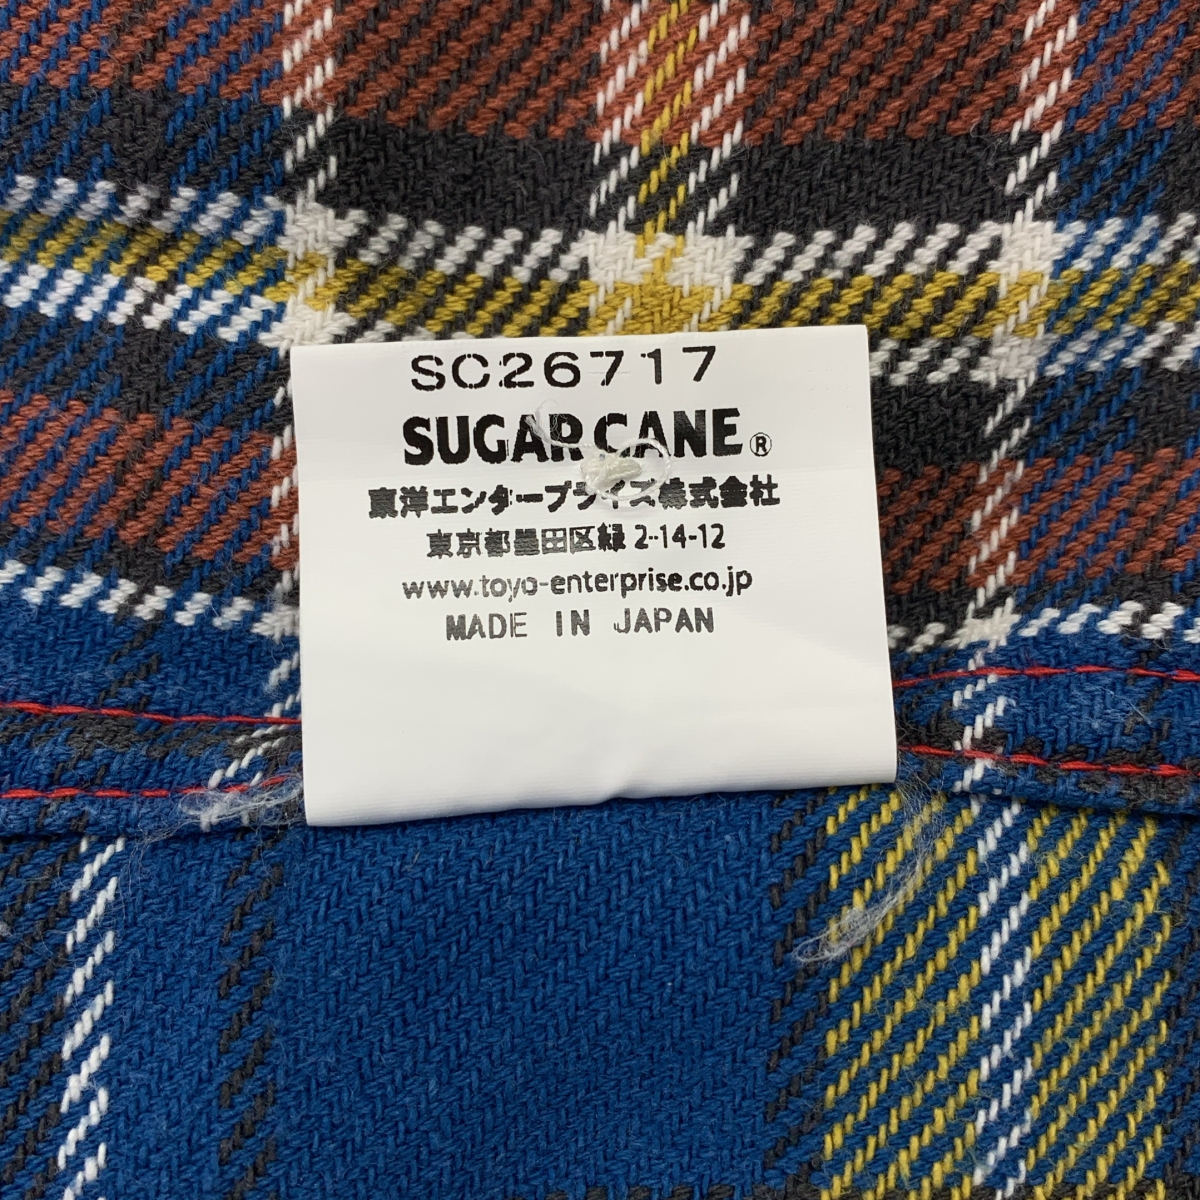 SC26717
SUGAR CANE®
東洋エンタープライズ株式会社
東京都墨田区緑 2-14-12
www.toyo-enterprise.co.jp
MADE IN JAPAN